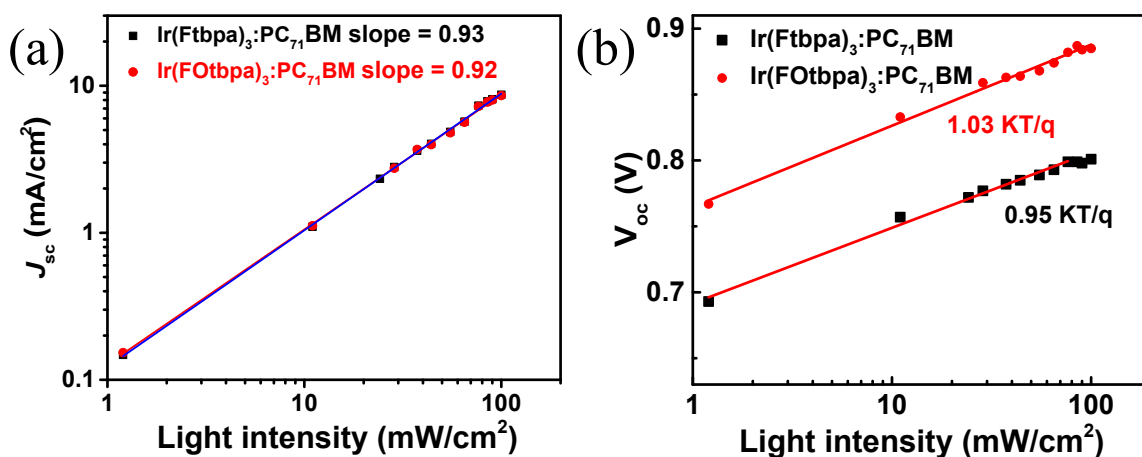 (a)
Ir(Ftbpa)₃:PC₇₁BM slope = 0.93
Ir(FOtbpa)₃:PC₇₁BM slope = 0.92
10
1
0.1
J_sc (mA/cm²)
1
10
100
Light intensity (mW/cm²)
(b)
Ir(Ftbpa)₃:PC₇₁BM
Ir(FOtbpa)₃:PC₇₁BM
1.03 KT/q
0.95 KT/q
0.9
0.8
0.7
V_oc (V)
1
10
100
Light intensity (mW/cm²)